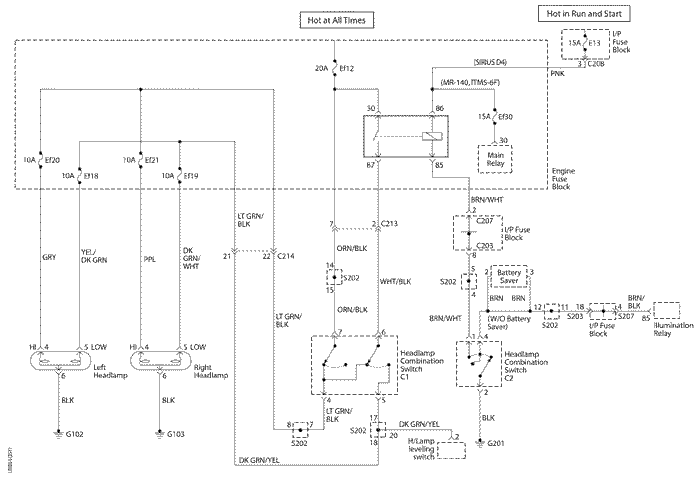 Hot at All Times
Hot in Run and Start
15A E13
I/P
Fuse
Block
3 C208
(SIRIUS D4)
PNK
20A Ef12
(MR-140, ITMS-6F)
30
86
15A Ef30
30
Main
Relay
87
85
Engine
Fuse
Block
10A Ef20
10A Ef18
10A Ef21
10A Ef19
BRN/WHT
2
C207
I/P Fuse
Block
C203
8
LT GRN/
BLK
7
2 C213
ORN/BLK
GRY
YEL/
DK GRN
PPL
DK
GRN/
WHT
21
22 C214
14
S202
15
WHT/BLK
5
S202
4
2
Battery
Saver
3
BRN
BRN
LT GRN/
BLK
ORN/BLK
BRN/WHT
(W/O Battery
Saver)
12
11
S202
18
S203
I/P Fuse
Block
4
S207
BRN/
BLK
85
Illumination
Relay
HI 4
5 LOW
HI 4
5 LOW
Left
Headlamp
Right
Headlamp
6
6
7
6
Headlamp
Combination
Switch
C1
1
4
Headlamp
Combination
Switch
C2
2
BLK
BLK
4
5
LT GRN/
BLK
BLK
G102
G103
8
7
S202
17
S202
18
20
DK GRN/YEL
2
H/Lamp
leveling
switch
G201
DK GRN/YEL